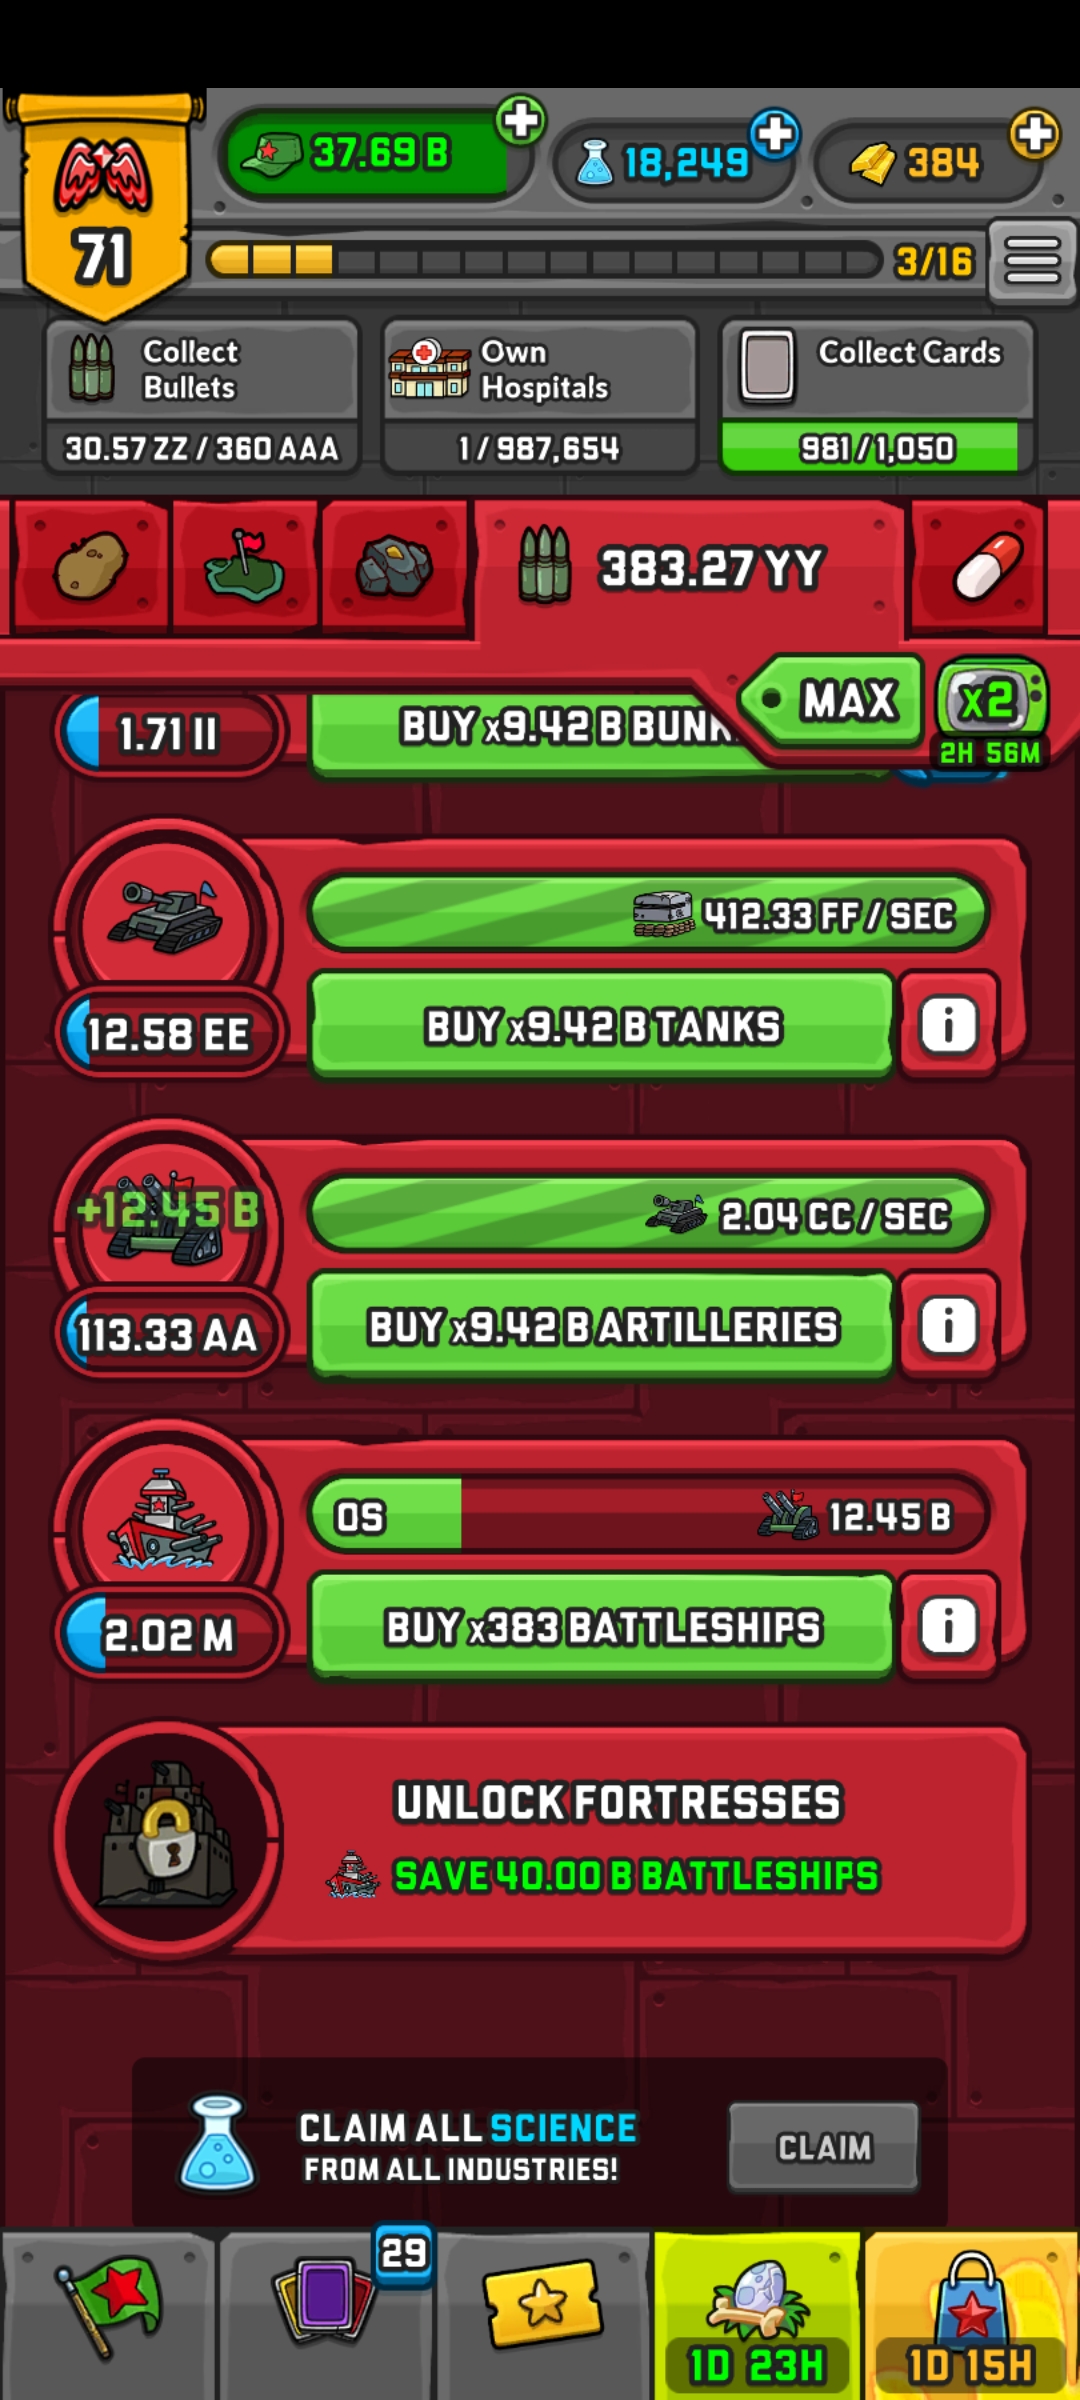 37.69 B
18,249
384
71
3/16
Collect Bullets
30.57 ZZ / 360 AAA
Own Hospitals
1 / 987,654
Collect Cards
981 / 1,050
383.27 YY
MAX
x2
2H 56M
1.71 II
BUY x9.42 B BUNK
412.33 FF / SEC
12.58 EE
BUY x9.42 B TANKS
i
+12.45 B
2.04 CC / SEC
113.33 AA
BUY x9.42 B ARTILLERIES
i
0S
12.45 B
2.02 M
BUY x383 BATTLESHIPS
i
UNLOCK FORTRESSES
SAVE 40.00 B BATTLESHIPS
CLAIM ALL SCIENCE
FROM ALL INDUSTRIES!
CLAIM
29
1D 23H
1D 15H